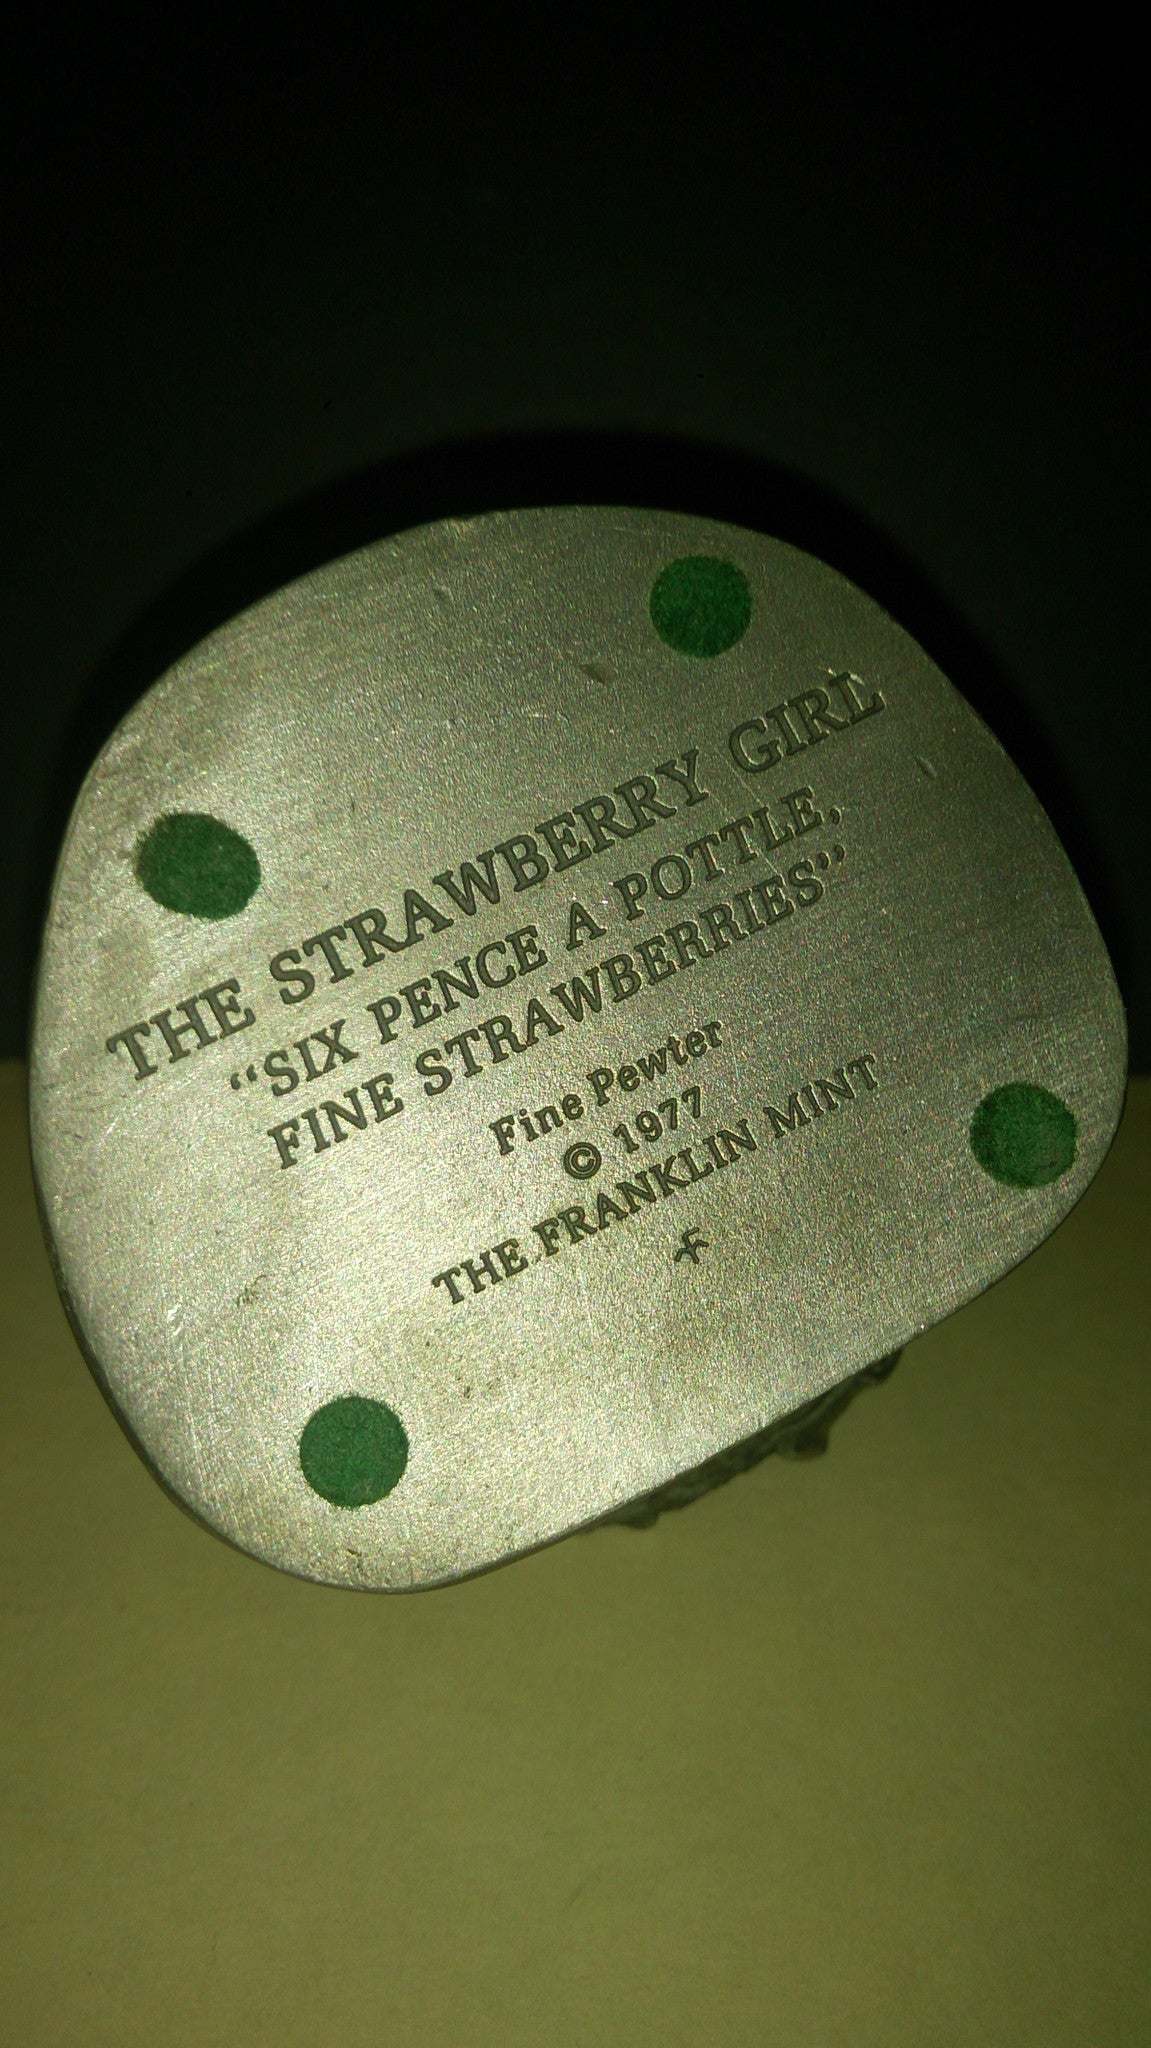 THE STRAWBERRY GIRL
“SIX PENCE A POTTLE,
FINE STRAWBERRIES”
Fine Pewter
© 1977
THE FRANKLIN MINT